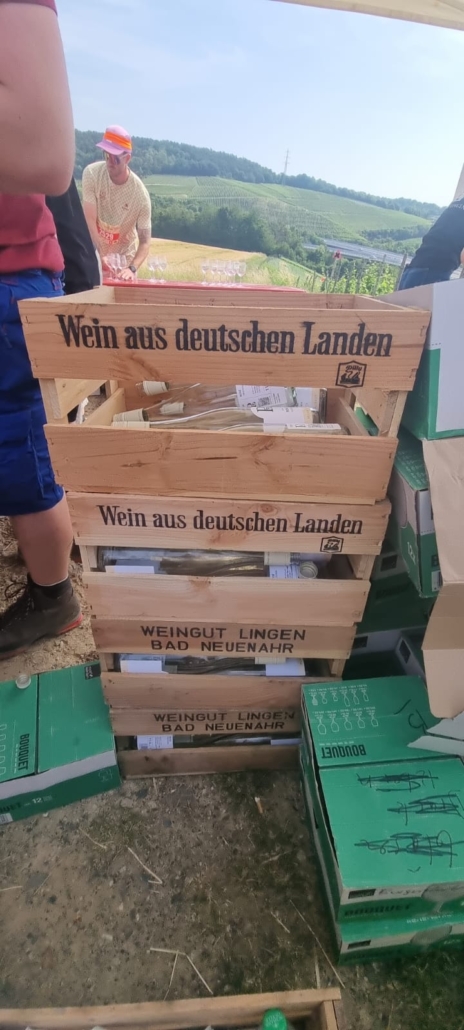 Wein aus deutschen Landen
Wein aus deutschen Landen
WEINGUT LINGEN
BAD NEUENAHR
WEINGUT LINGEN
BAD NEUENAHR
BOUQUET
BOUQUET
BOUQUET